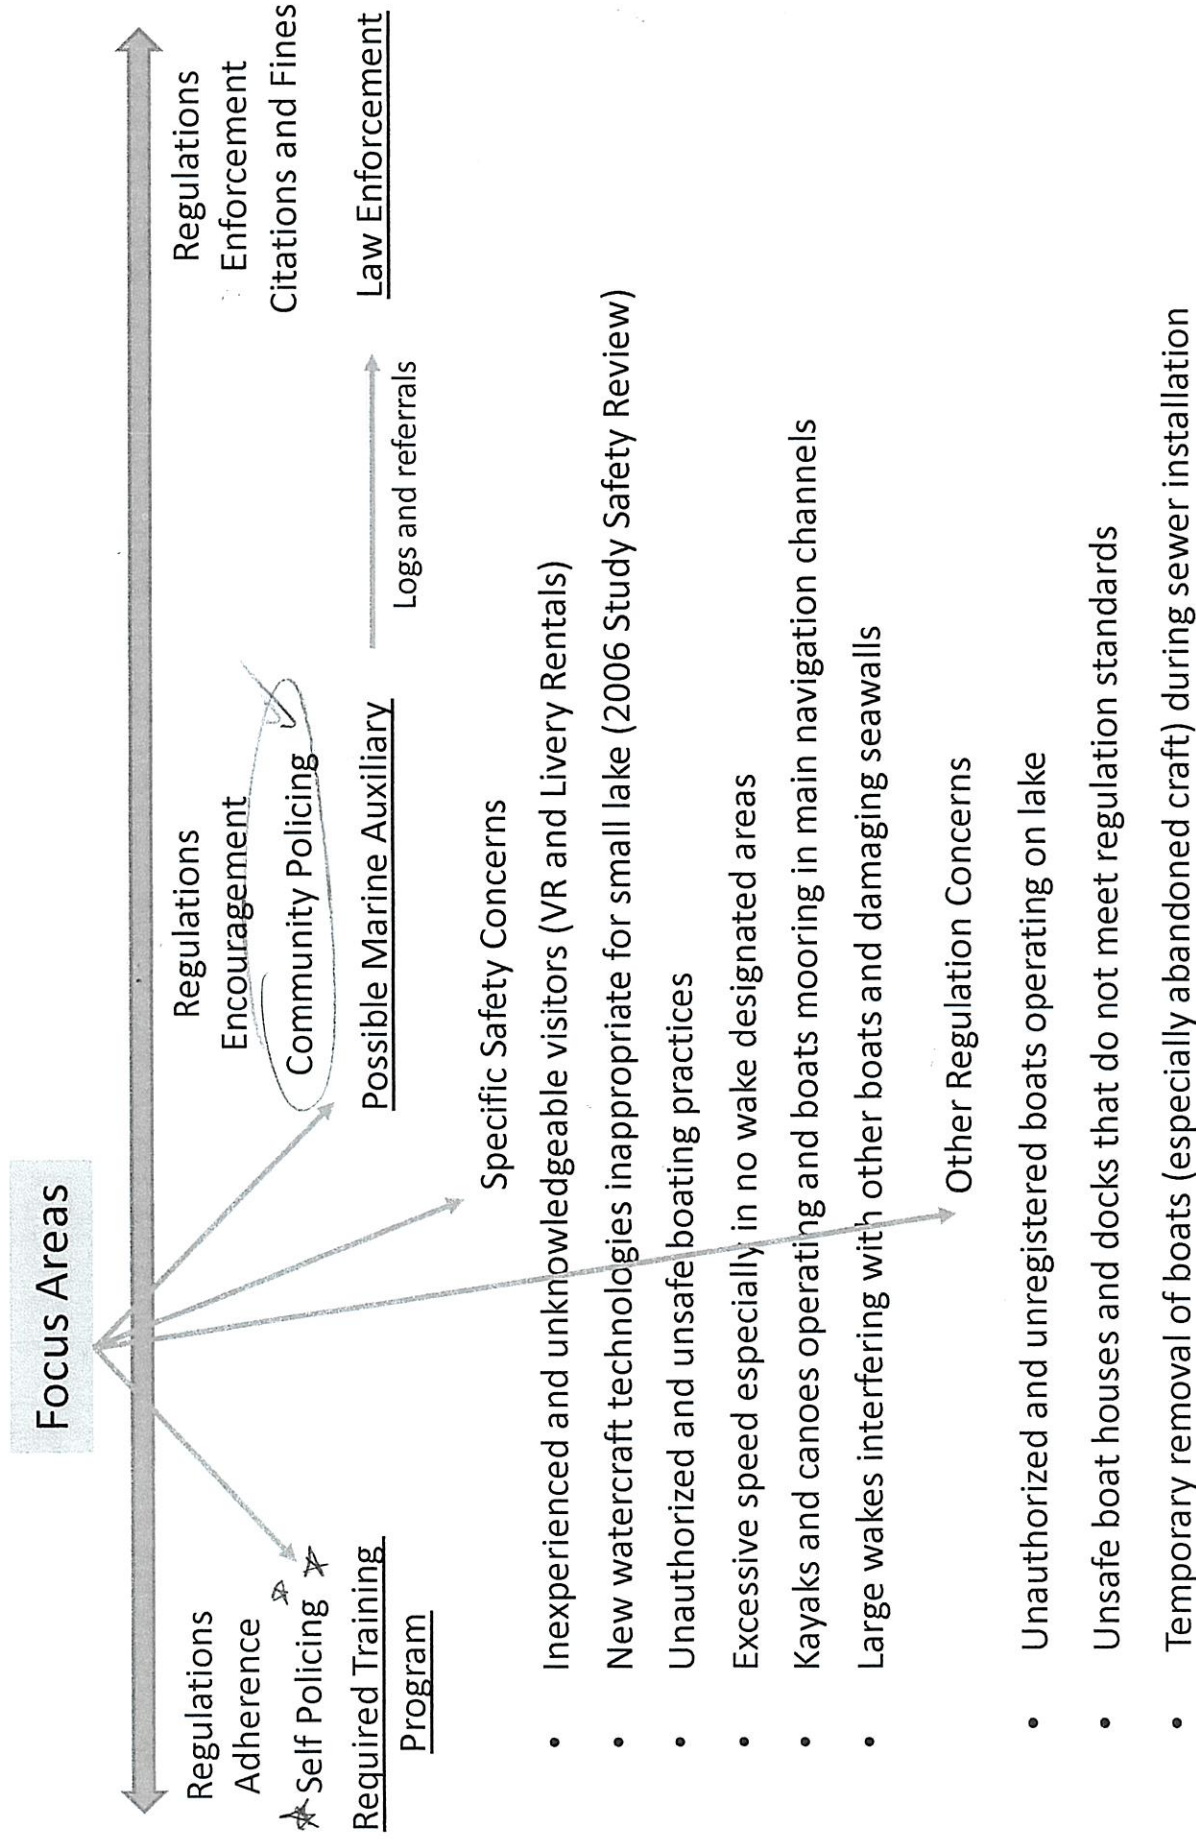 Focus Areas
Regulations
Adherence
Self Policing
Required Training
Program
Regulations
Encouragement
Community Policing
Possible Marine Auxiliary
Logs and referrals
Regulations
Enforcement
Citations and Fines
Law Enforcement
Specific Safety Concerns
• Inexperienced and unknowledgeable visitors (VR and Livery Rentals)
• New watercraft technologies inappropriate for small lake (2006 Study Safety Review)
• Unauthorized and unsafe boating practices
• Excessive speed especially in no wake designated areas
• Kayaks and canoes operating and boats mooring in main navigation channels
• Large wakes interfering with other boats and damaging seawalls
Other Regulation Concerns
• Unauthorized and unregistered boats operating on lake
• Unsafe boat houses and docks that do not meet regulation standards
• Temporary removal of boats (especially abandoned craft) during sewer installation